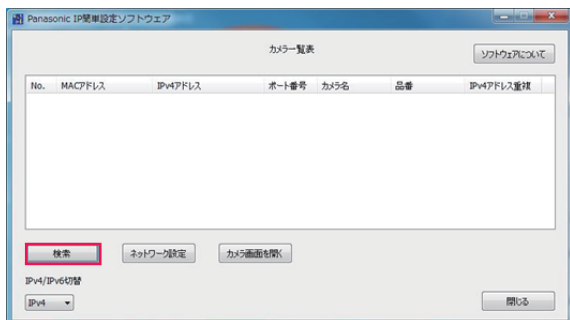 Panasonic IP簡単設定ソフトウェア
カメラ一覧表
ソフトウェアについて
No. MACアドレス IPv4アドレス ポート番号 カメラ名 品番 IPv4アドレス重複
検索 ネットワーク設定 カメラ画面を開く
IPv4/IPv6切替
IPv4
閉じる